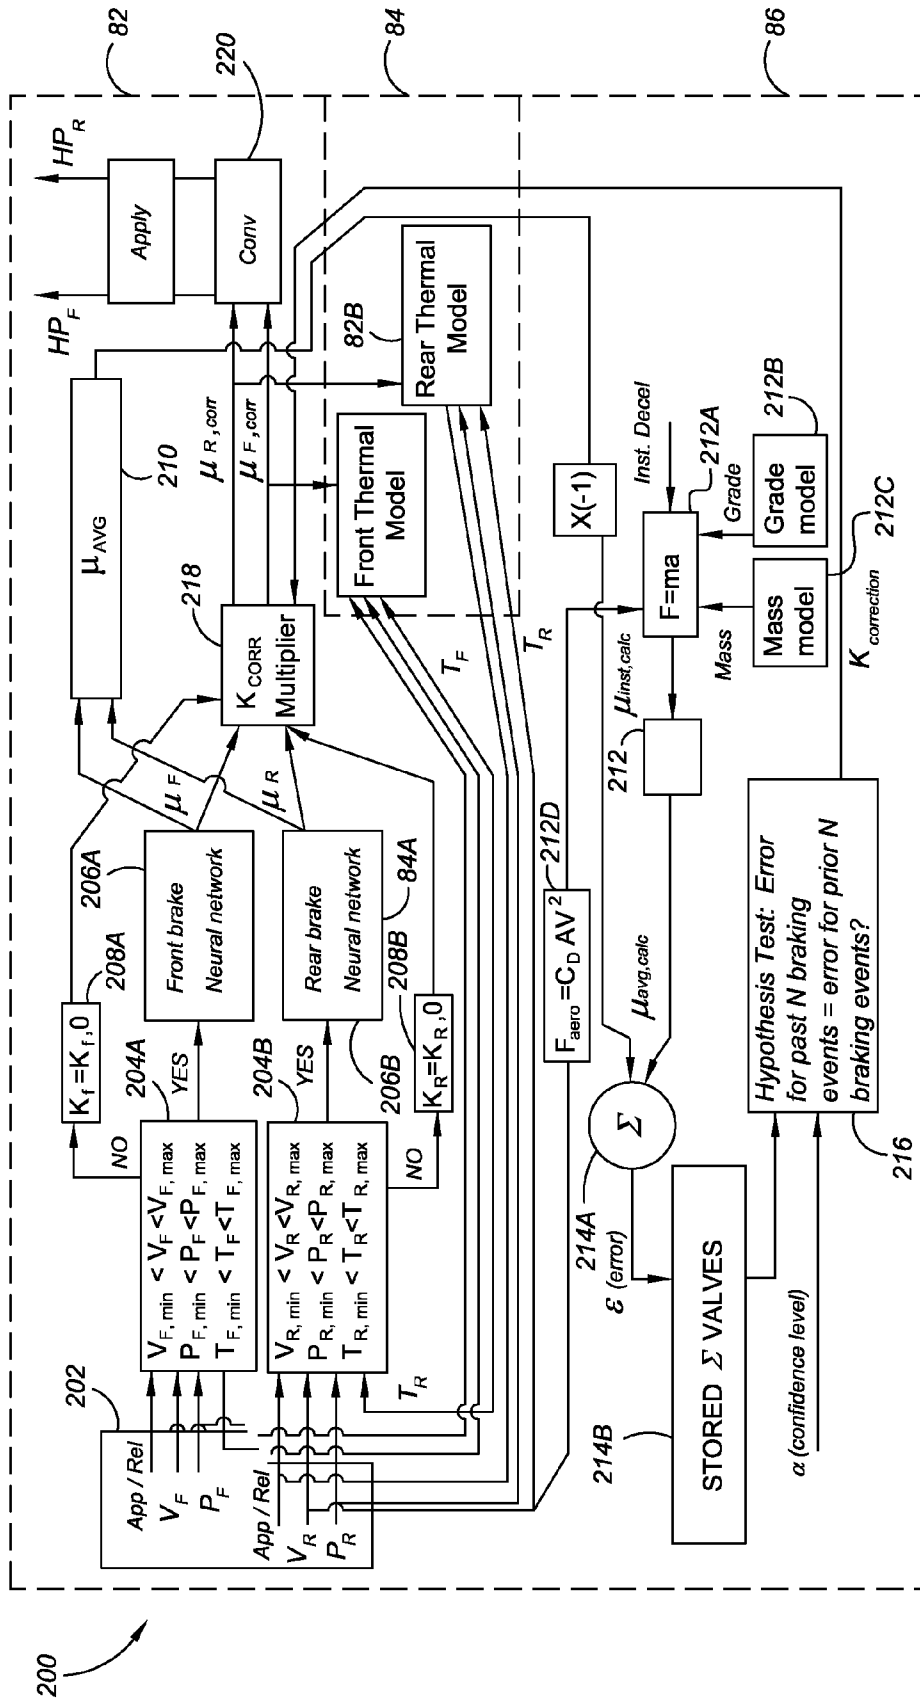 200
82
84
86
HP_F
HP_R
Apply
Conv
220
μ_AVG
210
μ_R,corr
μ_F,corr
K_CORR
Multiplier
218
μ_F
μ_R
K_f=K_f,0
208A
206A
Front brake
Neural network
204A
YES
NO
V_F,min < V_F <V_F,max
P_F,min < P_F <P_F,max
T_F,min < T_F <T_F,max
202
App / Rel
V_F
P_F
Rear brake
Neural network
84A
206B
204B
YES
NO
K_R=K_R,0
208B
V_R,min < V_R <V_R,max
P_R,min < P_R <P_R,max
T_R,min < T_R <T_R,max
T_R
App / Rel
V_R
P_R
Front Thermal
Model
82B
Rear Thermal
Model
T_F
T_R
X(-1)
F_aero=C_D AV^2
212D
Inst. Decel
212A
F=ma
Grade
212B
Grade
model
Mass
Mass
model
212C
μ_inst,calc
212
μ_avg,calc
Σ
214A
ε (error)
214B
STORED Σ VALVES
α (confidence level)
Hypothesis Test: Error
for past N braking
events = error for prior N
braking events?
216
K_correction